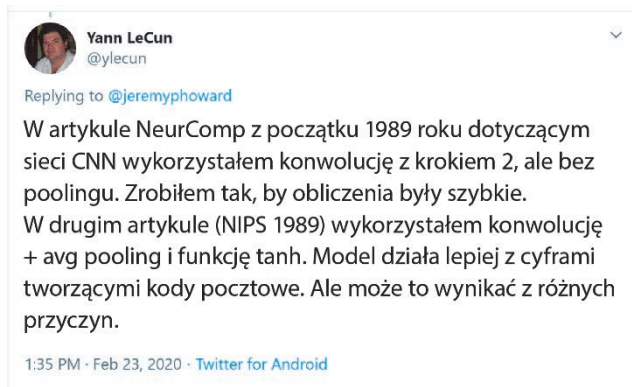 Yann LeCun
@ylecun
Replying to @jeremyphoward
W artykule NeurComp z początku 1989 roku dotyczącym
sieci CNN wykorzystałem konwolucję z krokiem 2, ale bez
poolingu. Zrobiłem tak, by obliczenia były szybkie.
W drugim artykule (NIPS 1989) wykorzystałem konwolucję
+ avg pooling i funkcję tanh. Model działa lepiej z cyframi
tworzącymi kody pocztowe. Ale może to wynikać z różnych
przyczyn.
1:35 PM · Feb 23, 2020 · Twitter for Android